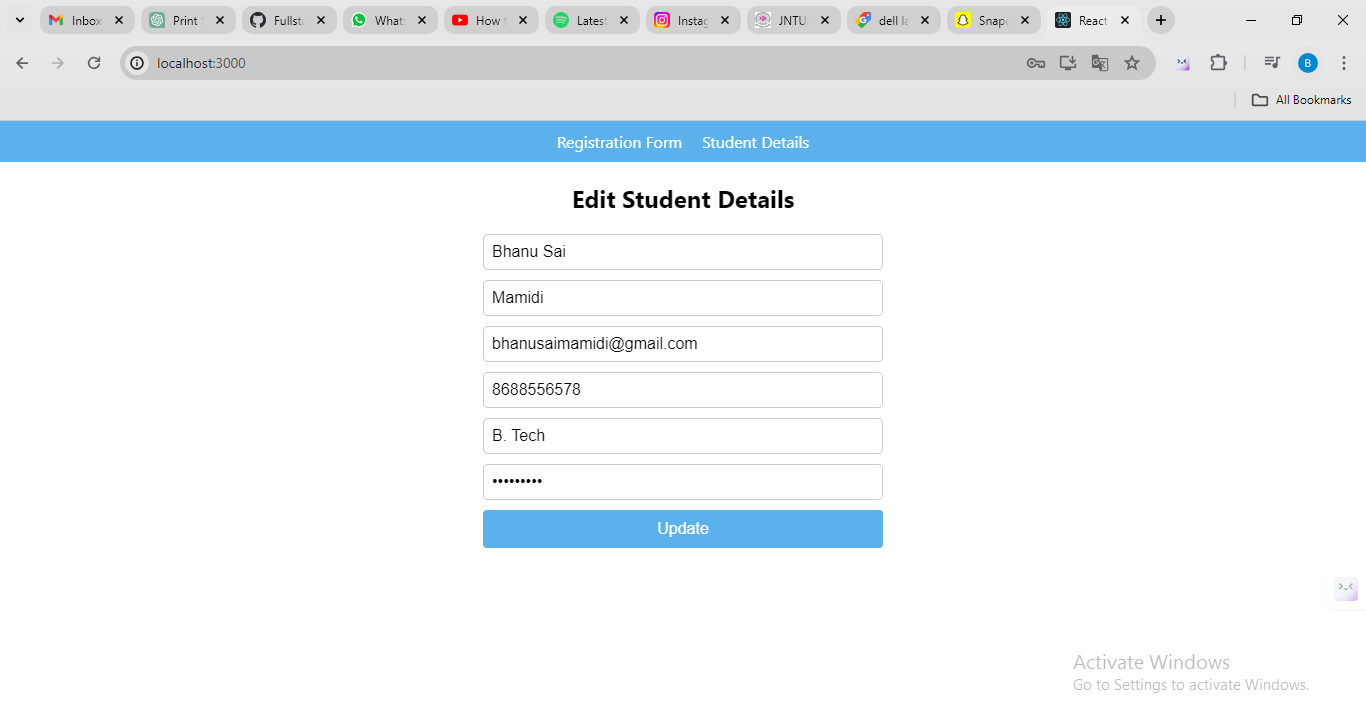 Inbox
Print
Fullst
What
How
Latest
Instag
JNTU
dell la
Snap
React
localhost:3000
B
All Bookmarks
Registration Form Student Details
Edit Student Details
Bhanu Sai
Mamidi
bhanusaimamidi@gmail.com
8688556578
B. Tech
•••••••••
Update
Activate Windows
Go to Settings to activate Windows.